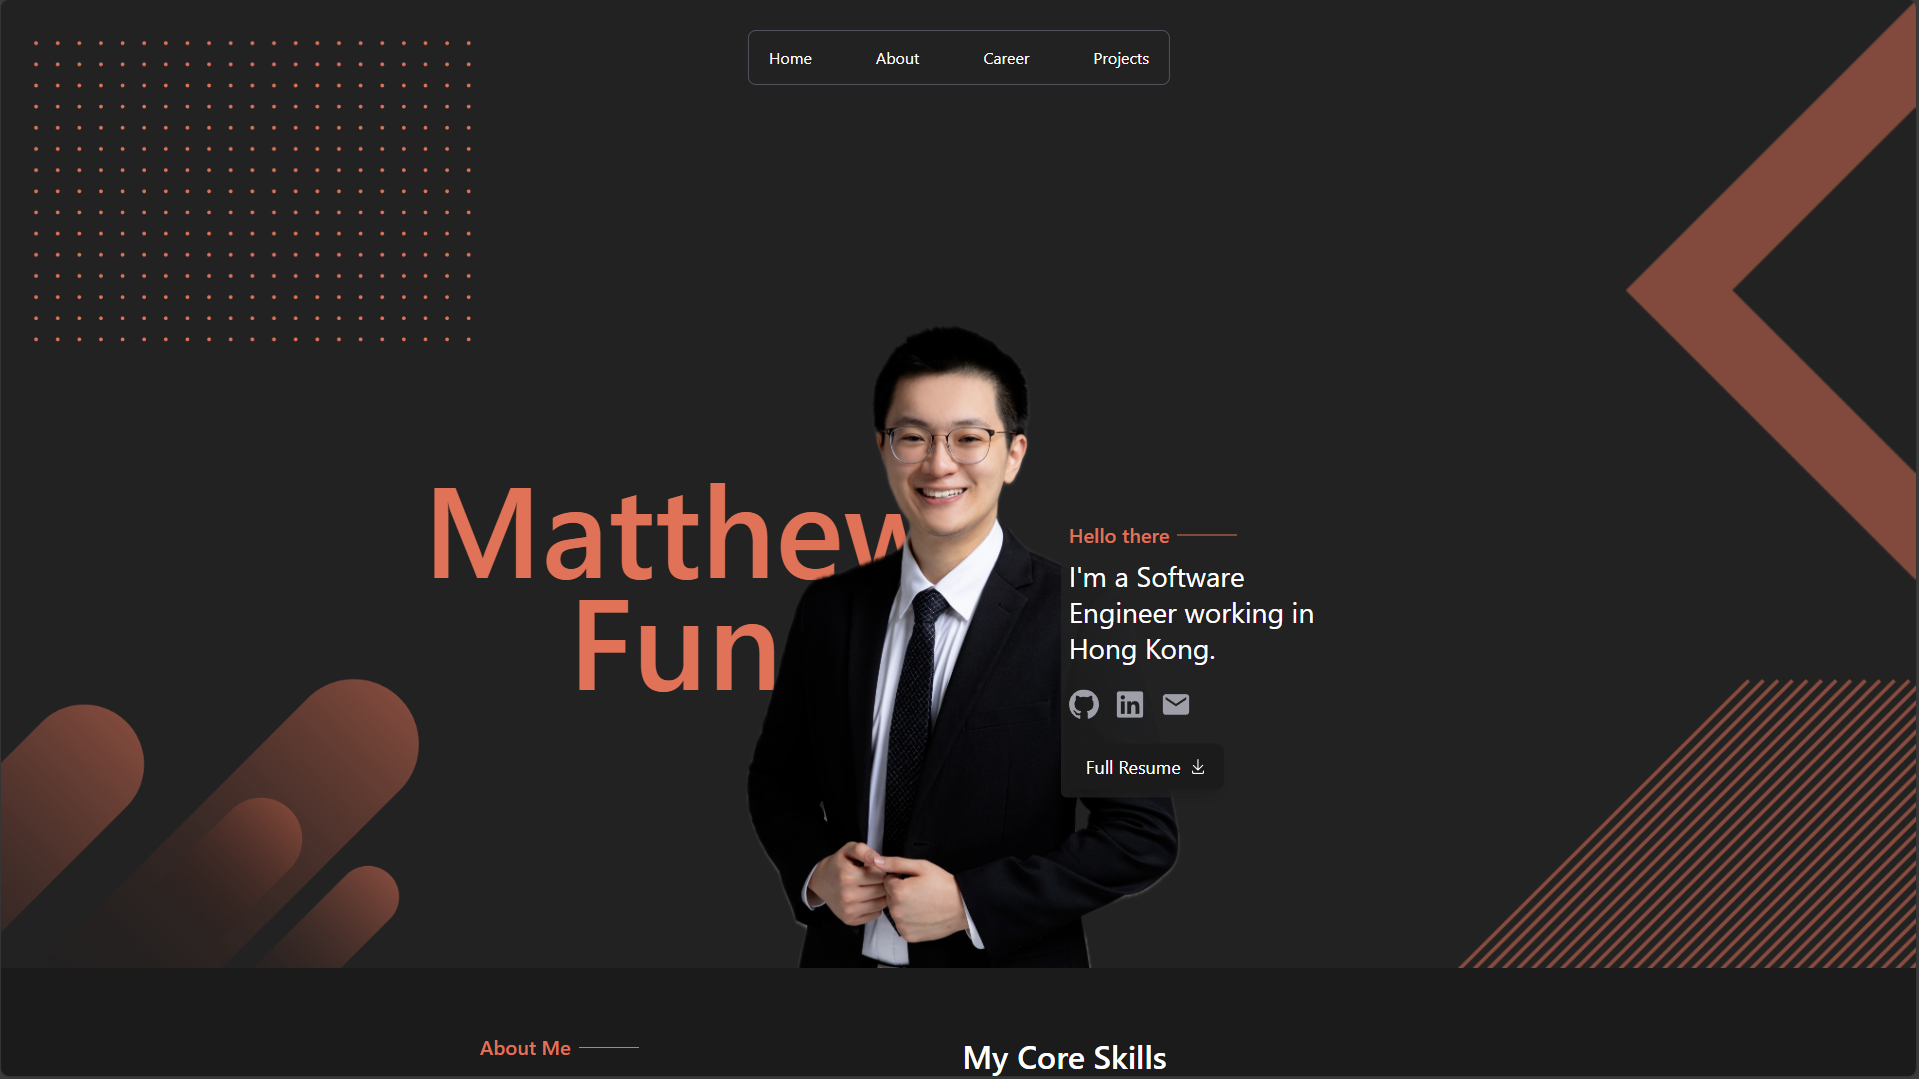 Home About Career Projects
Matthew
Fun
Hello there
I'm a Software
Engineer working in
Hong Kong.
in
Full Resume
About Me
My Core Skills